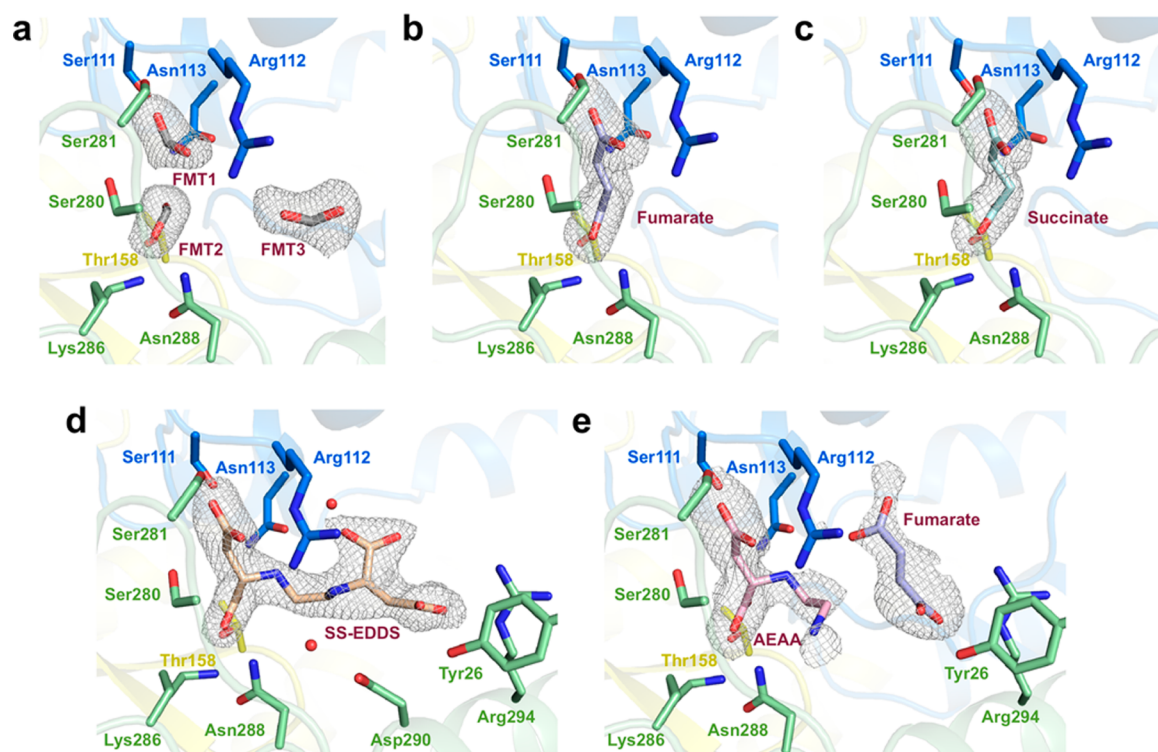 a
Ser111
Asn113
Arg112
Ser281
FMT1
Ser280
FMT2
FMT3
Thr158
Lys286
Asn288
b
Ser111
Asn113
Arg112
Ser281
Ser280
Fumarate
Thr158
Lys286
Asn288
c
Ser111
Asn113
Arg112
Ser281
Ser280
Succinate
Thr158
Lys286
Asn288
d
Ser111
Asn113
Arg112
Ser281
Ser280
SS-EDDS
Thr158
Tyr26
Lys286
Asn288
Asp290
Arg294
e
Ser111
Asn113
Arg112
Fumarate
Ser281
Ser280
AEAA
Thr158
Tyr26
Lys286
Asn288
Arg294